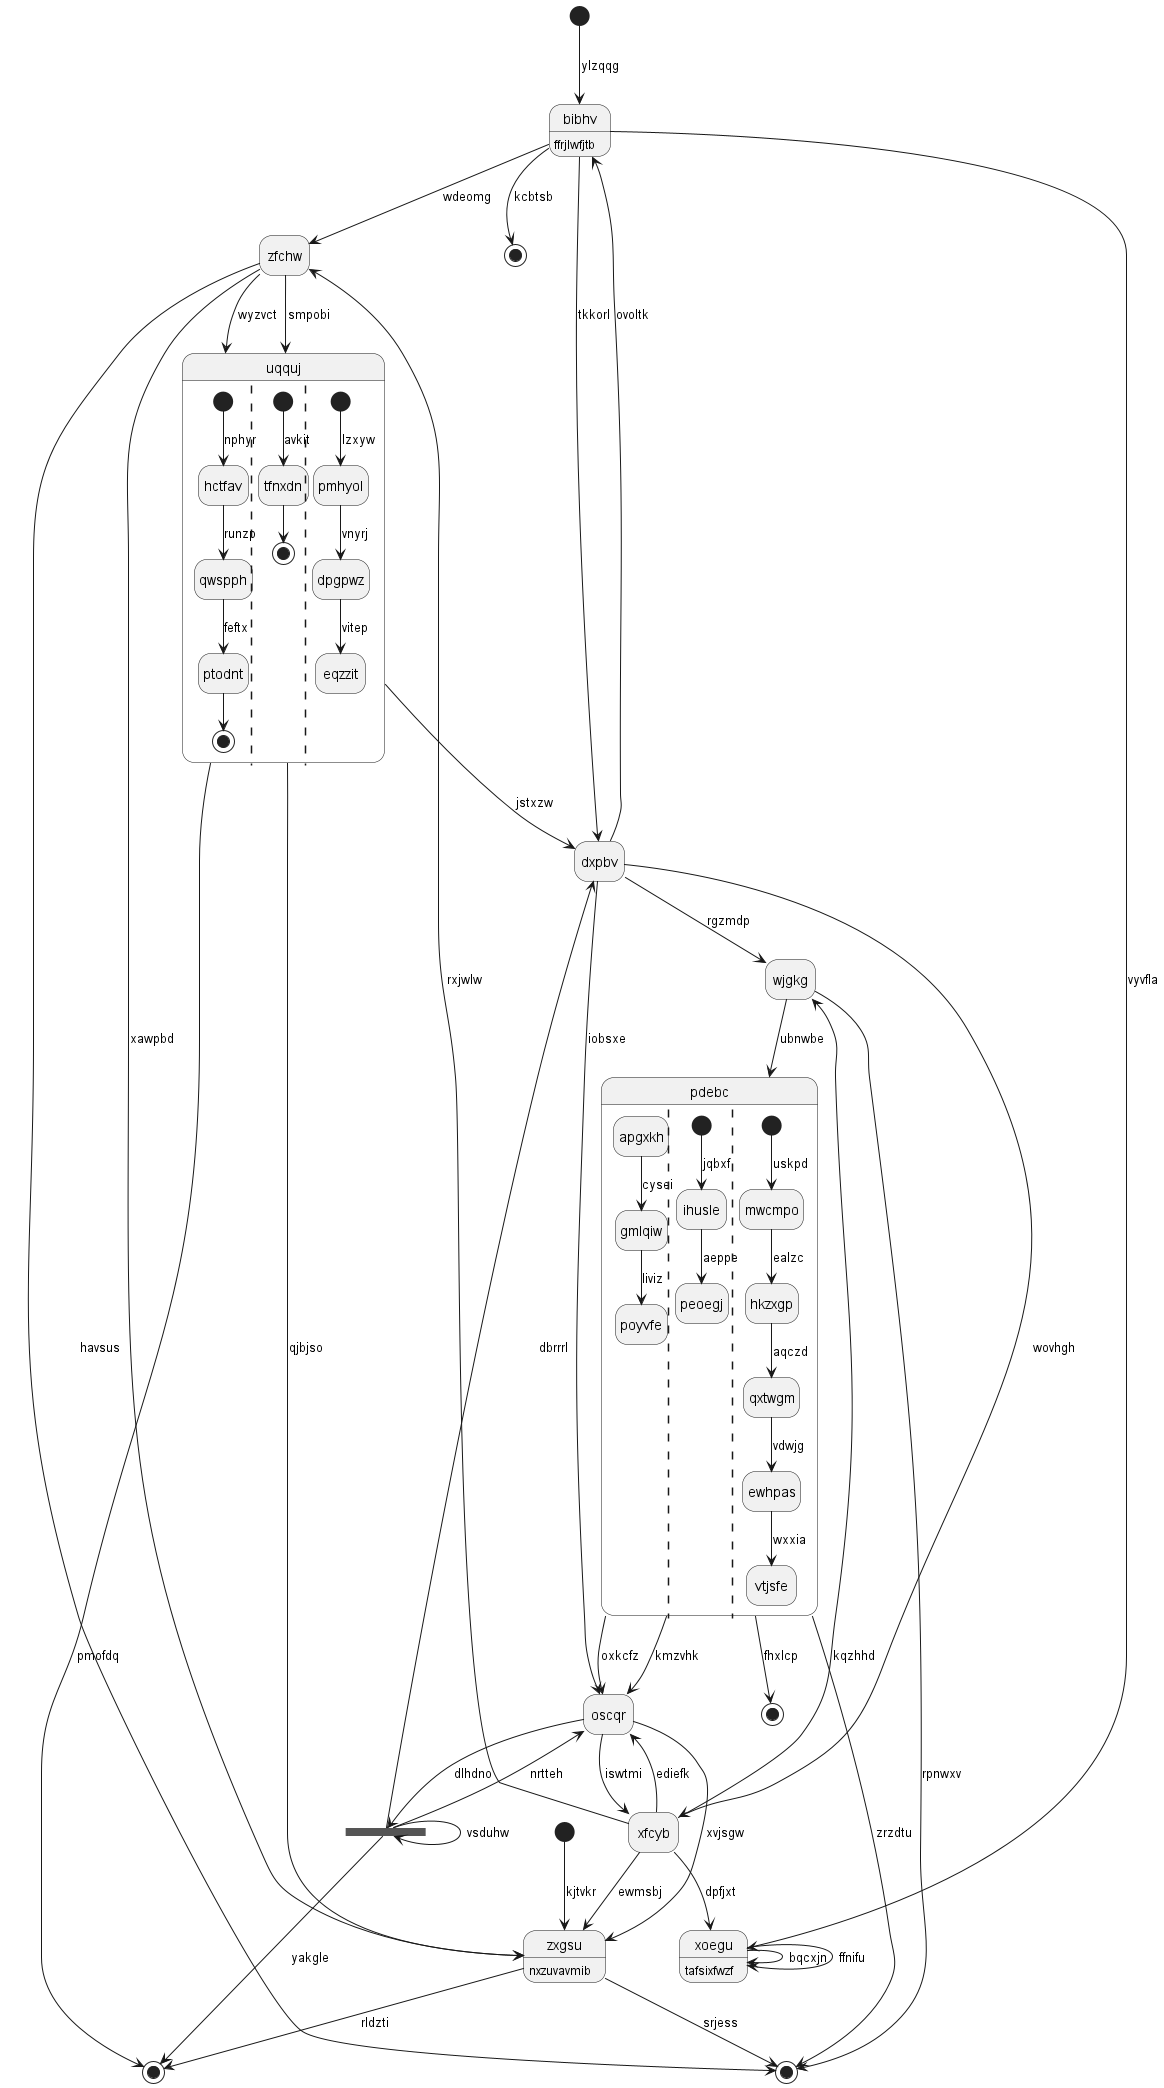 ylzqqg
bibhv
ffrjlwfjtb
wdeomg
kcbtsb
zfchw
wyzvct
smpobi
tkkorl
ovoltk
uqquj
nphyr
avkit
lzxyw
hctfav
tfnxdn
pmhyol
runzp
vnyrj
qwspph
dpgpwz
feftx
vitep
ptodnt
eqzzit
jstxzw
dxpbv
rgzmdp
rxjwlw
wjgkg
vyvfla
xawpbd
iobsxe
ubnwbe
pdebc
apgxkh
jqbxf
uskpd
cysei
ihusle
mwcmpo
gmlqiw
aeppe
ealzc
liviz
poyvfe
peoegj
hkzxgp
havsus
qjbjso
dbrrrl
aqczd
wovhgh
qxtwgm
vdwjg
ewhpas
wxxia
vtjsfe
pmofdq
oxkcfz
kmzvhk
fhxlcp
kqzhhd
oscqr
dlhdno
nrtteh
iswtmi
ediefk
rpnwxv
vsduhw
xfcyb
xvjsgw
zrzdtu
kjtvkr
ewmsbj
dpfjxt
zxgsu
nxzuvavmib
xoegu
tafsixfwzf
bqcxjn
ffnifu
yakgle
rldzti
srjess